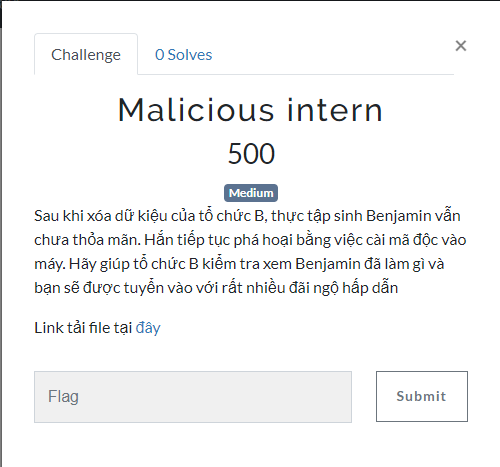 Challenge
0 Solves
×
Malicious intern
500
Medium
Sau khi xóa dữ kiệu của tổ chức B, thực tập sinh Benjamin vẫn
chưa thỏa mãn. Hắn tiếp tục phá hoại bằng việc cài mã độc vào
máy. Hãy giúp tổ chức B kiểm tra xem Benjamin đã làm gì và
bạn sẽ được tuyển vào với rất nhiều đãi ngộ hấp dẫn
Link tải file tại đây
Flag
Submit